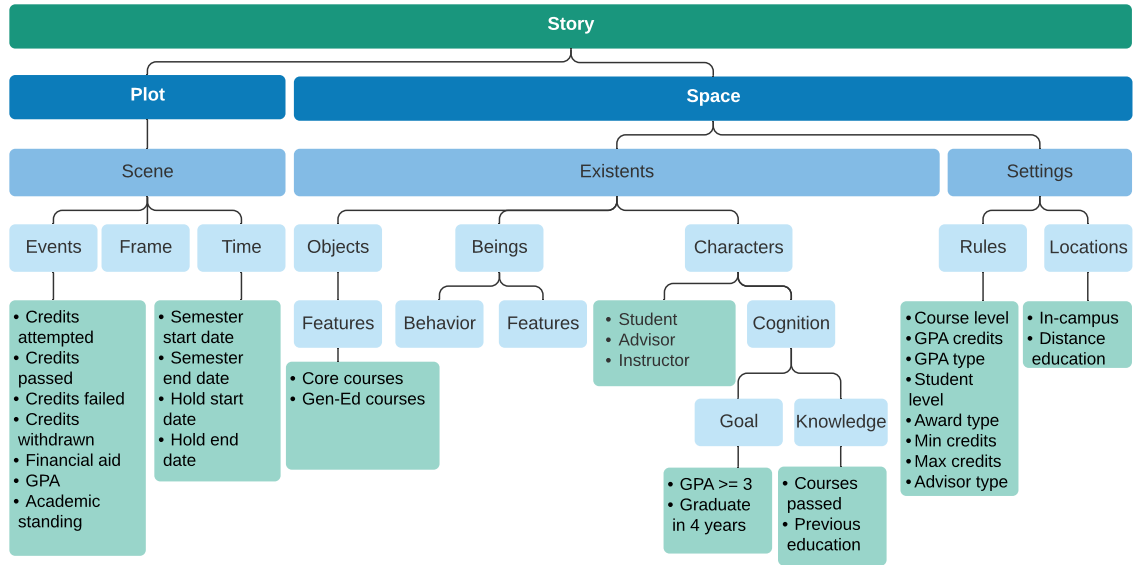 Story
Plot
Space
Scene
Existents
Settings
Events
Frame
Time
Objects
Beings
Characters
Rules
Locations
• Credits
attempted
• Credits
passed
• Credits failed
• Credits
withdrawn
• Financial aid
• GPA
• Academic
standing
• Semester
start date
• Semester
end date
• Hold start
date
• Hold end
date
Features
• Core courses
• Gen-Ed courses
Behavior
Features
• Student
• Advisor
• Instructor
Cognition
Goal
Knowledge
• GPA >= 3
• Graduate
in 4 years
• Courses
passed
• Previous
education
• Course level
• GPA credits
• GPA type
• Student
level
• Award type
• Min credits
• Max credits
• Advisor type
• In-campus
• Distance
education